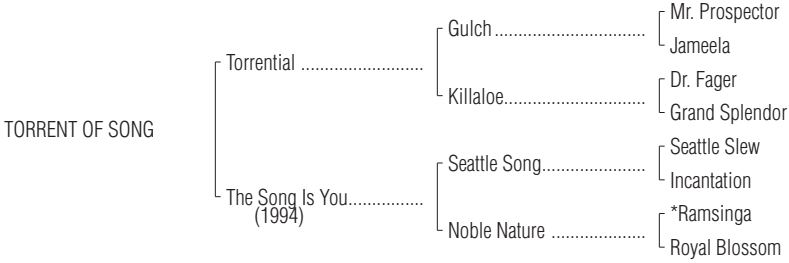 Mr. Prospector
Gulch ..............................
Jameela
Torrential .........................
Dr. Fager
Killaloe.............................
Grand Splendor
TORRENT OF SONG
Seattle Slew
Seattle Song......................
Incantation
The Song Is You................
(1994)
*Ramsinga
Noble Nature ...................
Royal Blossom